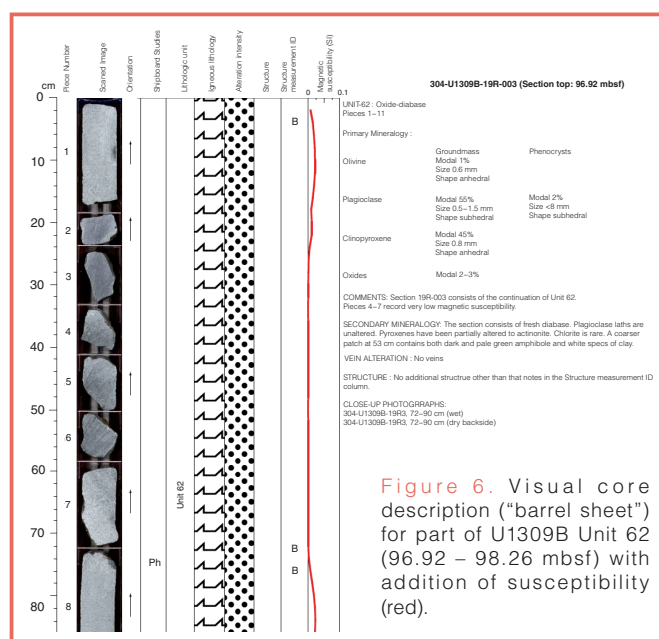 cm
Piece Number
Scaned Image
Orientation
Shipboard Studies
Lithologic unit
Igneous lithology
Alteration intensity
Structure
Structure
measurement ID
Magnetic
susceptibility (SI)
0 0.1
0
10
20
30
40
50
60
70
80
1
2
3
4
5
6
7
8
Ph
Unit 62
B
B
B
304-U1309B-19R-003 (Section top: 96.92 mbsf)
UNIT-62 : Oxide-diabase
Pieces 1–11
Primary Mineralogy :
Groundmass Phenocrysts
Olivine Modal 1%
Size 0.6 mm
Shape anhedral
Plagioclase Modal 55% Modal 2%
Size 0.5–1.5 mm Size <8 mm
Shape subhedral Shape subhedral
Clinopyroxene Modal 45%
Size 0.8 mm
Shape anhedral
Oxides Modal 2–3%
COMMENTS: Section 19R-003 consists of the continuation of Unit 62.
Pieces 4–7 record very low magnetic susceptibility.
SECONDARY MINERALOGY: The section consists of fresh diabase. Plagioclase laths are
unaltered. Pyroxenes have been partially altered to actinonite. Chlorite is rare. A coarser
patch at 53 cm contains both dark and pale green amphibole and white specs of clay.
VEIN ALTERATION : No veins
STRUCTURE : No additional structrue other than that notes in the Structure measurement ID
column.
CLOSE-UP PHOTOGRRAPHS:
304-U1309B-19R3, 72–90 cm (wet)
304-U1309B-19R3, 72–90 cm (dry backside)
Figure 6. Visual core
description (“barrel sheet”)
for part of U1309B Unit 62
(96.92 – 98.26 mbsf) with
addition of susceptibility
(red).